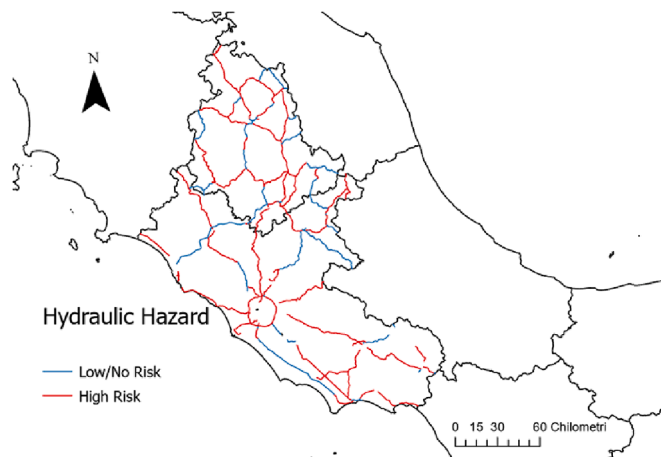 N
Hydraulic Hazard
Low/No Risk
High Risk
0 15 30 60 Chilometri